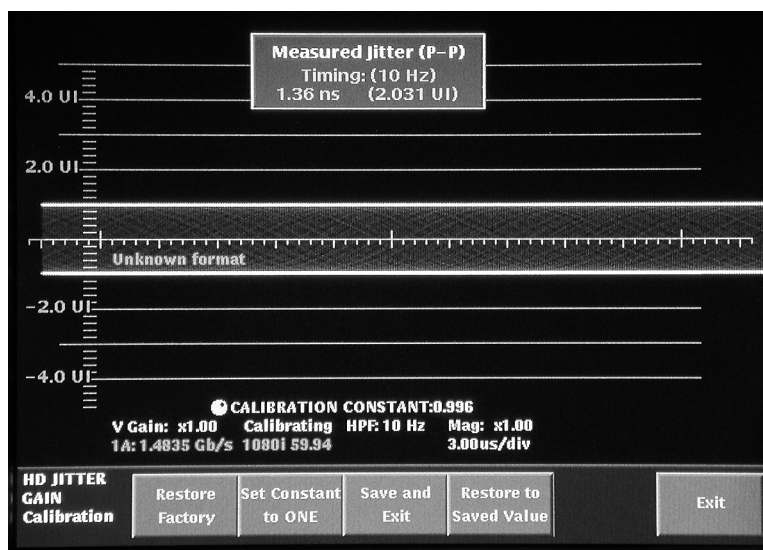 Measured Jitter (P-P)
Timing: (10 Hz)
1.36 ns (2.031 UI)
4.0 UI
2.0 UI
Unknown format
-2.0 UI
-4.0 UI
CALIBRATION CONSTANT:0.996
V Gain: x1.00 Calibrating HPF: 10 Hz Mag: x1.00
1A: 1.4835 Gb/s 1080i 59.94 3.00us/div
HD JITTER
GAIN
Calibration
Restore
Factory
Set Constant
to ONE
Save and
Exit
Restore to
Saved Value
Exit